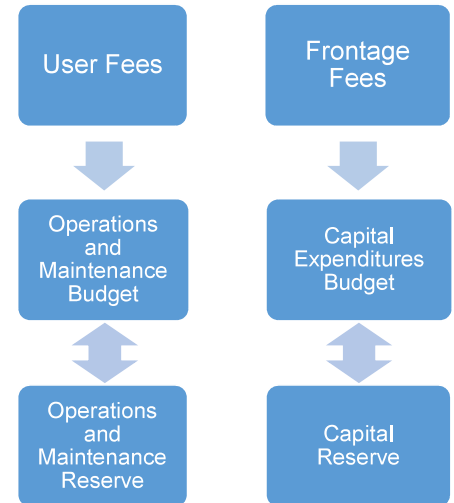 User Fees
Frontage
Fees
Operations
and
Maintenance
Budget
Capital
Expenditures
Budget
Operations
and
Maintenance
Reserve
Capital
Reserve